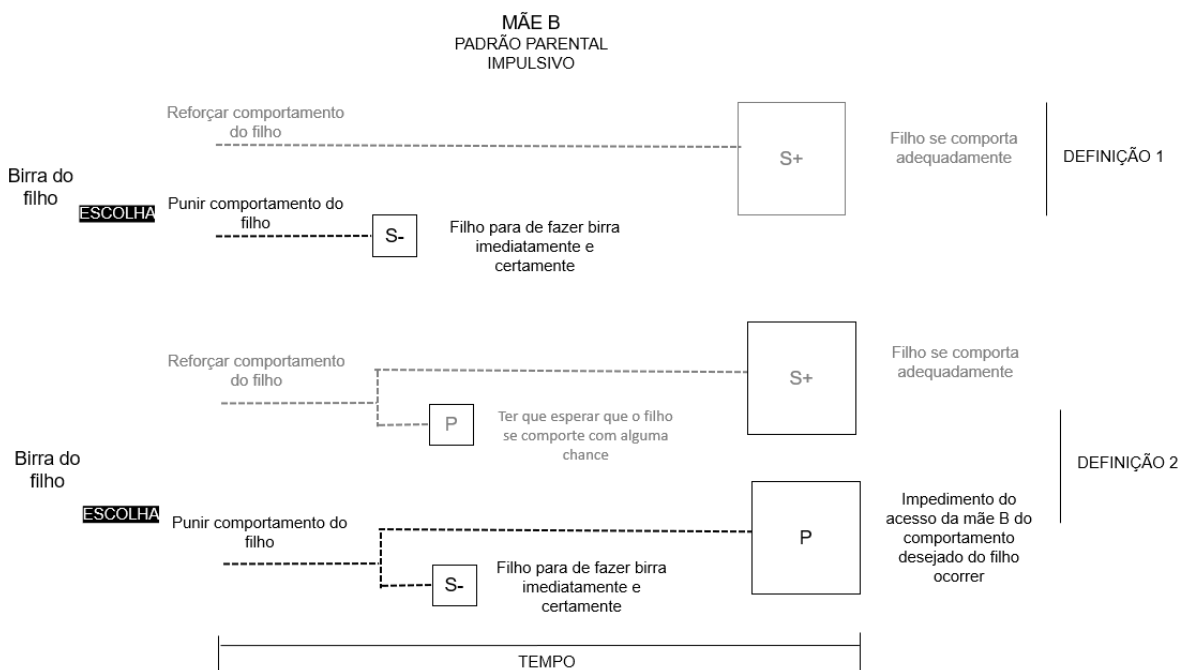 MÃE B
PADRÃO PARENTAL
IMPULSIVO
Reforçar comportamento
do filho
S+
Filho se comporta
adequadamente
DEFINIÇÃO 1
Birra do
filho
ESCOLHA
Punir comportamento do
filho
S-
Filho para de fazer birra
imediatamente e
certamente
Reforçar comportamento
do filho
S+
Filho se comporta
adequadamente
P
Ter que esperar que o filho
se comporte com alguma
chance
DEFINIÇÃO 2
Birra do
filho
ESCOLHA
Punir comportamento do
filho
P
Impedimento do
acesso da mãe B do
comportamento
desejado do filho
ocorrer
S-
Filho para de fazer birra
imediatamente e
certamente
TEMPO